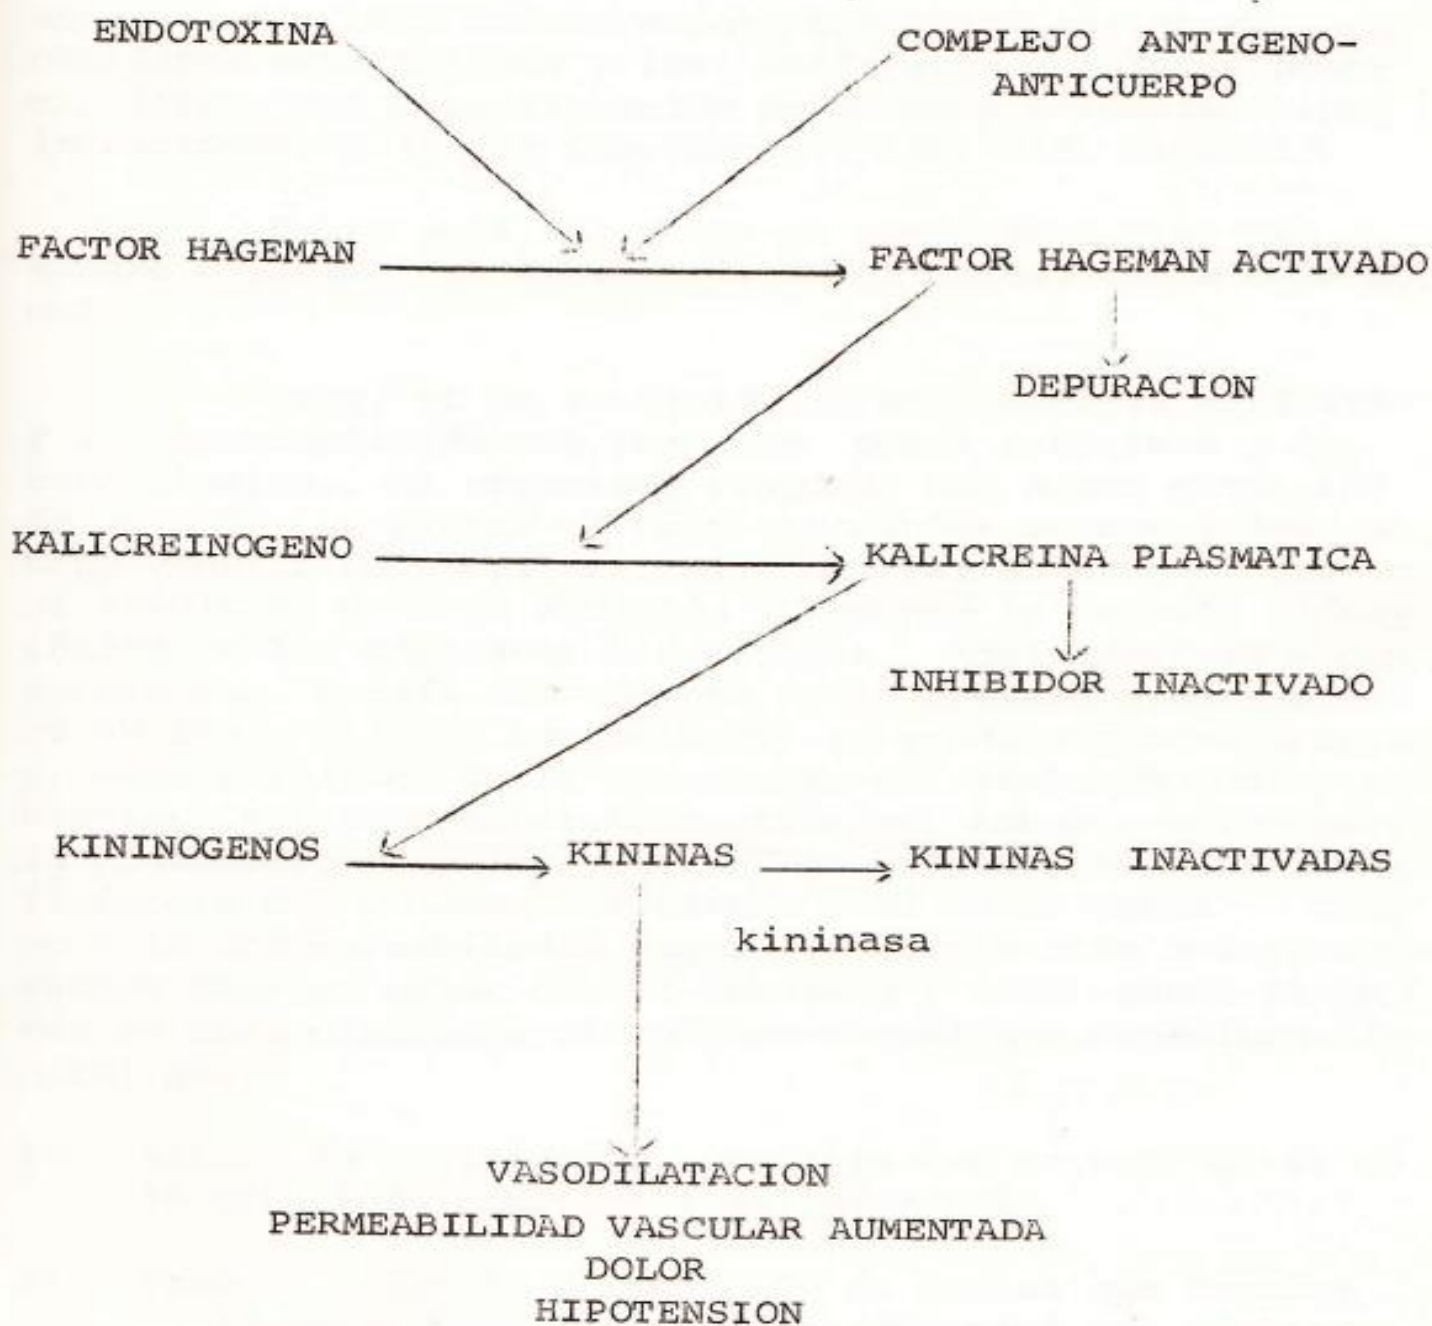 ENDOTOXINA
COMPLEJO ANTIGENO-
ANTICUERPO
FACTOR HAGEMAN
FACTOR HAGEMAN ACTIVADO
DEPURACION
KALICREINOGENO
KALICREINA PLASMATICA
INHIBIDOR INACTIVADO
KININOGENOS
KININAS
KININAS INACTIVADAS
kininasa
VASODILATACION
PERMEABILIDAD VASCULAR AUMENTADA
DOLOR
HIPOTENSION